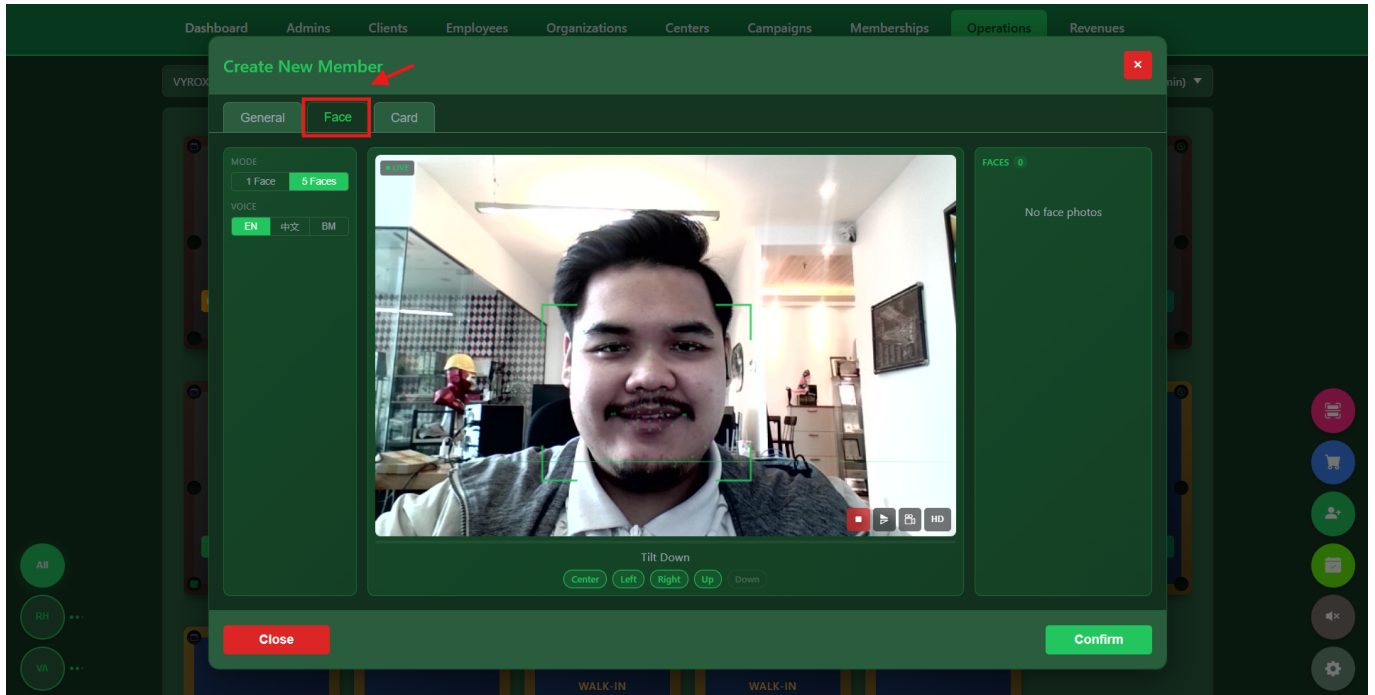 Dashboard Admins Clients Employees Organizations Centers Campaigns Memberships Operations Revenues
Create New Member
×
VYROX
min)
General Face Card
MODE
1 Face 5 Faces
VOICE
EN 中文 BM
LIVE
FACES 0
No face photos
HD
Tilt Down
Center Left Right Up Down
Close Confirm
All
RH
VA
WALK-IN WALK-IN